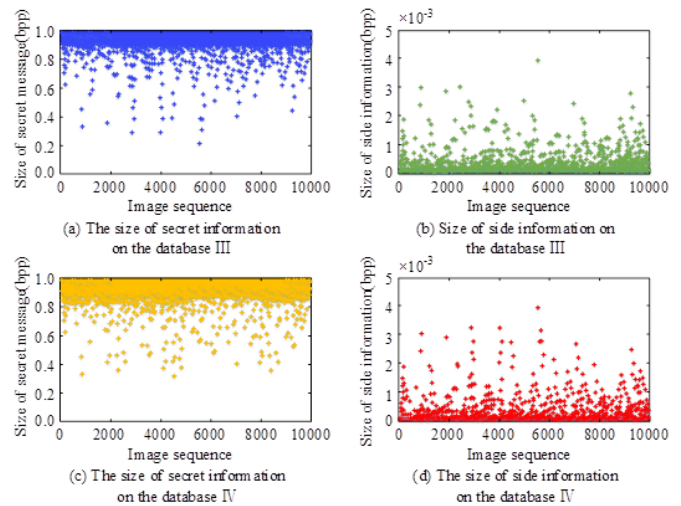 Size of secret message(bpp)
1.0
0.8
0.6
0.4
0.2
0.0
0 2000 4000 6000 8000 10000
Image sequence
(a) The size of secret information
on the database III
×10⁻³
Size of side information(bpp)
5
4
3
2
1
0
0 2000 4000 6000 8000 10000
Image sequence
(b) Size of side information on
the database III
Size of secret message(bpp)
1.0
0.8
0.6
0.4
0.2
0.0
0 2000 4000 6000 8000 10000
Image sequence
(c) The size of secret information
on the database IV
×10⁻³
Size of side information(bpp)
5
4
3
2
1
0
0 2000 4000 6000 8000 10000
Image sequence
(d) The size of side information
on the database IV